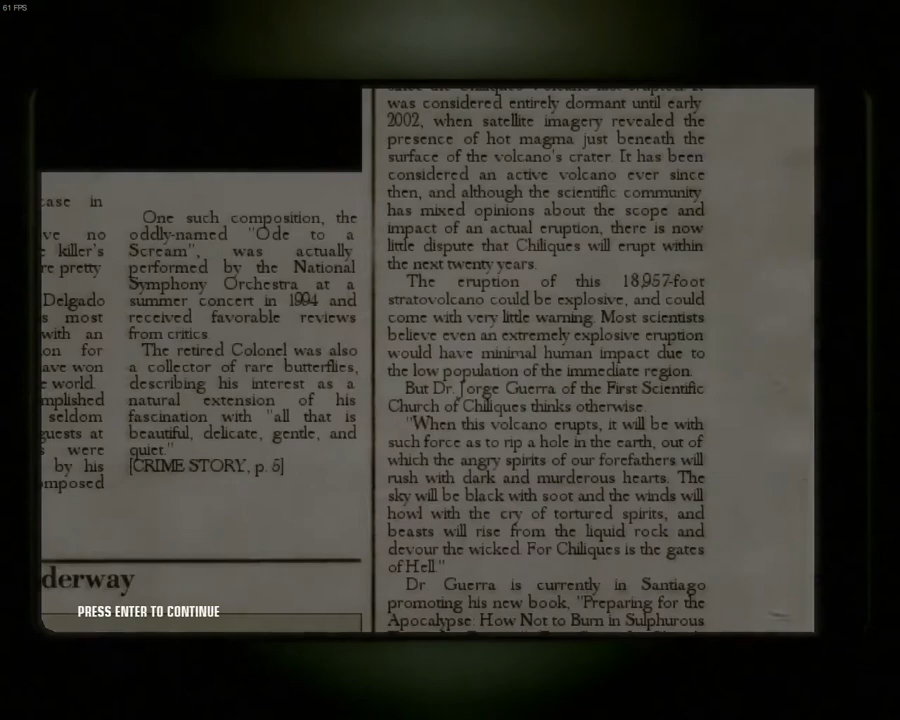 61 FPS
case in
ve no
e killer's
re pretty
Delgado
s most
with an
on for
ave won
e world.
mplished
seldom
guests at
s were
by his
mposed
One such composition, the
oddly-named "Ode to a
Scream", was actually
performed by the National
Symphony Orchestra at a
summer concert in 1994 and
received favorable reviews
from critics.
The retired Colonel was also
a collector of rare butterflies,
describing his interest as a
natural extension of his
fascination with "all that is
beautiful, delicate, gentle, and
quiet."
[CRIME STORY, p. 5]
derway
since the Chiliques Volcano last erupted. It
was considered entirely dormant until early
2002, when satellite imagery revealed the
presence of hot magma just beneath the
surface of the volcano's crater. It has been
considered an active volcano ever since
then, and although the scientific community
has mixed opinions about the scope and
impact of an actual eruption, there is now
little dispute that Chiliques will erupt within
the next twenty years.
The eruption of this 18,957-foot
stratovolcano could be explosive, and could
come with very little warning. Most scientists
believe even an extremely explosive eruption
would have minimal human impact due to
the low population of the immediate region.
But Dr. Jorge Guerra of the First Scientific
Church of Chiliques thinks otherwise.
"When this volcano erupts, it will be with
such force as to rip a hole in the earth, out of
which the angry spirits of our forefathers will
rush with dark and murderous hearts. The
sky will be black with soot and the winds will
howl with the cry of tortured spirits, and
beasts will rise from the liquid rock and
devour the wicked. For Chiliques is the gates
of Hell."
Dr. Guerra is currently in Santiago
promoting his new book, "Preparing for the
Apocalypse: How Not to Burn in Sulphurous
PRESS ENTER TO CONTINUE